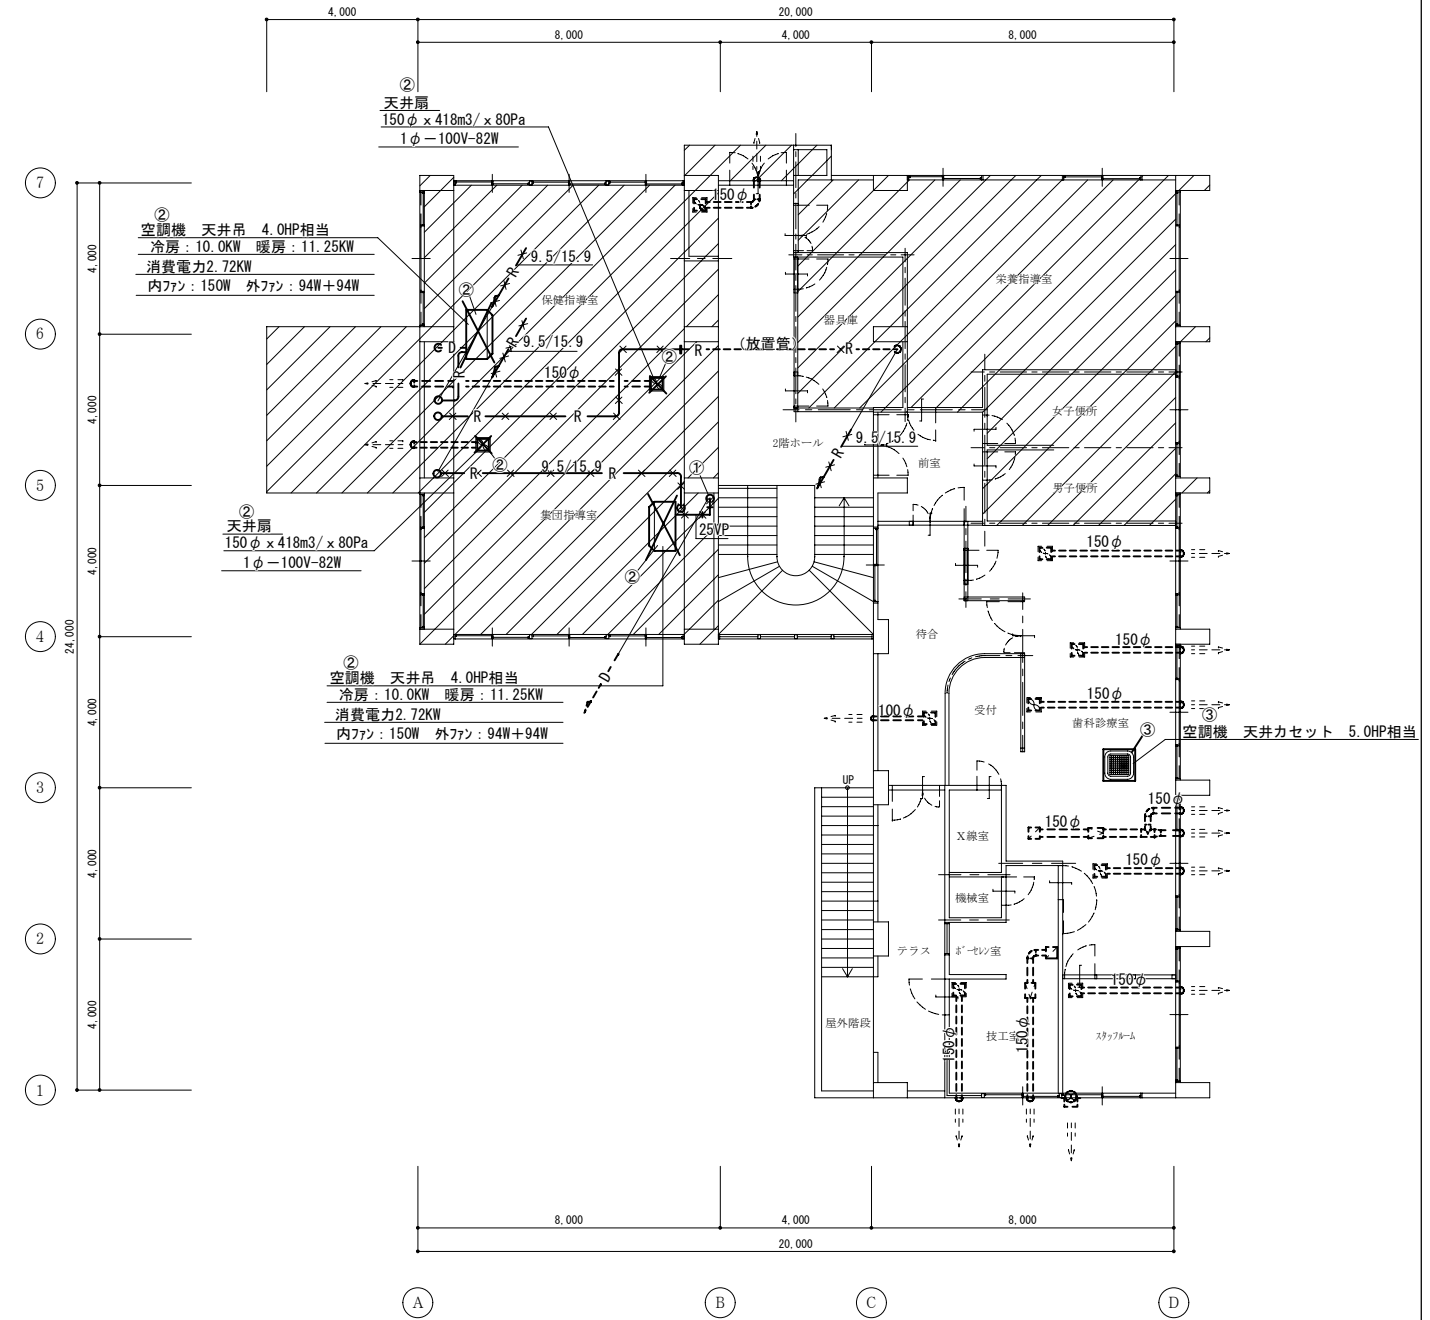 4,000
20,000
8,000
4,000
8,000
②
天井扇
150φ x 418m3/ x 80Pa
1φ－100V-82W
7
150φ
②
空調機　天井吊　4.0HP相当
冷房：10.0KW　暖房：11.25KW
消費電力2.72KW
内ファン：150W　外ファン：94W＋94W
4,000
R
9.5/15.9
栄養指導室
②
保健指導室
器具庫
6
R
9.5/15.9
D
R
(放置管)
R
②
R
150φ
4,000
女子便所
R
R
2階ホール
9.5/15.9
R
前室
②
R
9.5/15.9
R
①
5
男子便所
集団指導室
②
天井扇
150φ x 418m3/ x 80Pa
1φ－100V-82W
25VP
150φ
4,000
②
4
24,000
待合
150φ
②
空調機　天井吊　4.0HP相当
冷房：10.0KW　暖房：11.25KW
消費電力2.72KW
内ファン：150W　外ファン：94W＋94W
D
150φ
4,000
100φ
受付
歯科診療室
③
③
空調機　天井カセット　5.0HP相当
3
UP
150φ
150φ
X線室
150φ
4,000
機械室
2
テラス
ポーセレン室
150φ
4,000
屋外階段
150φ
技工室
150φ
スタッフルーム
1
8,000
4,000
8,000
20,000
A
B
C
D